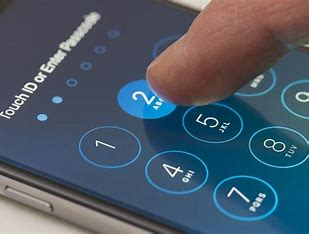 Touch ID or Enter Passcode
1
2
ABC
4
GHI
5
JKL
7
PQRS
8
TUV